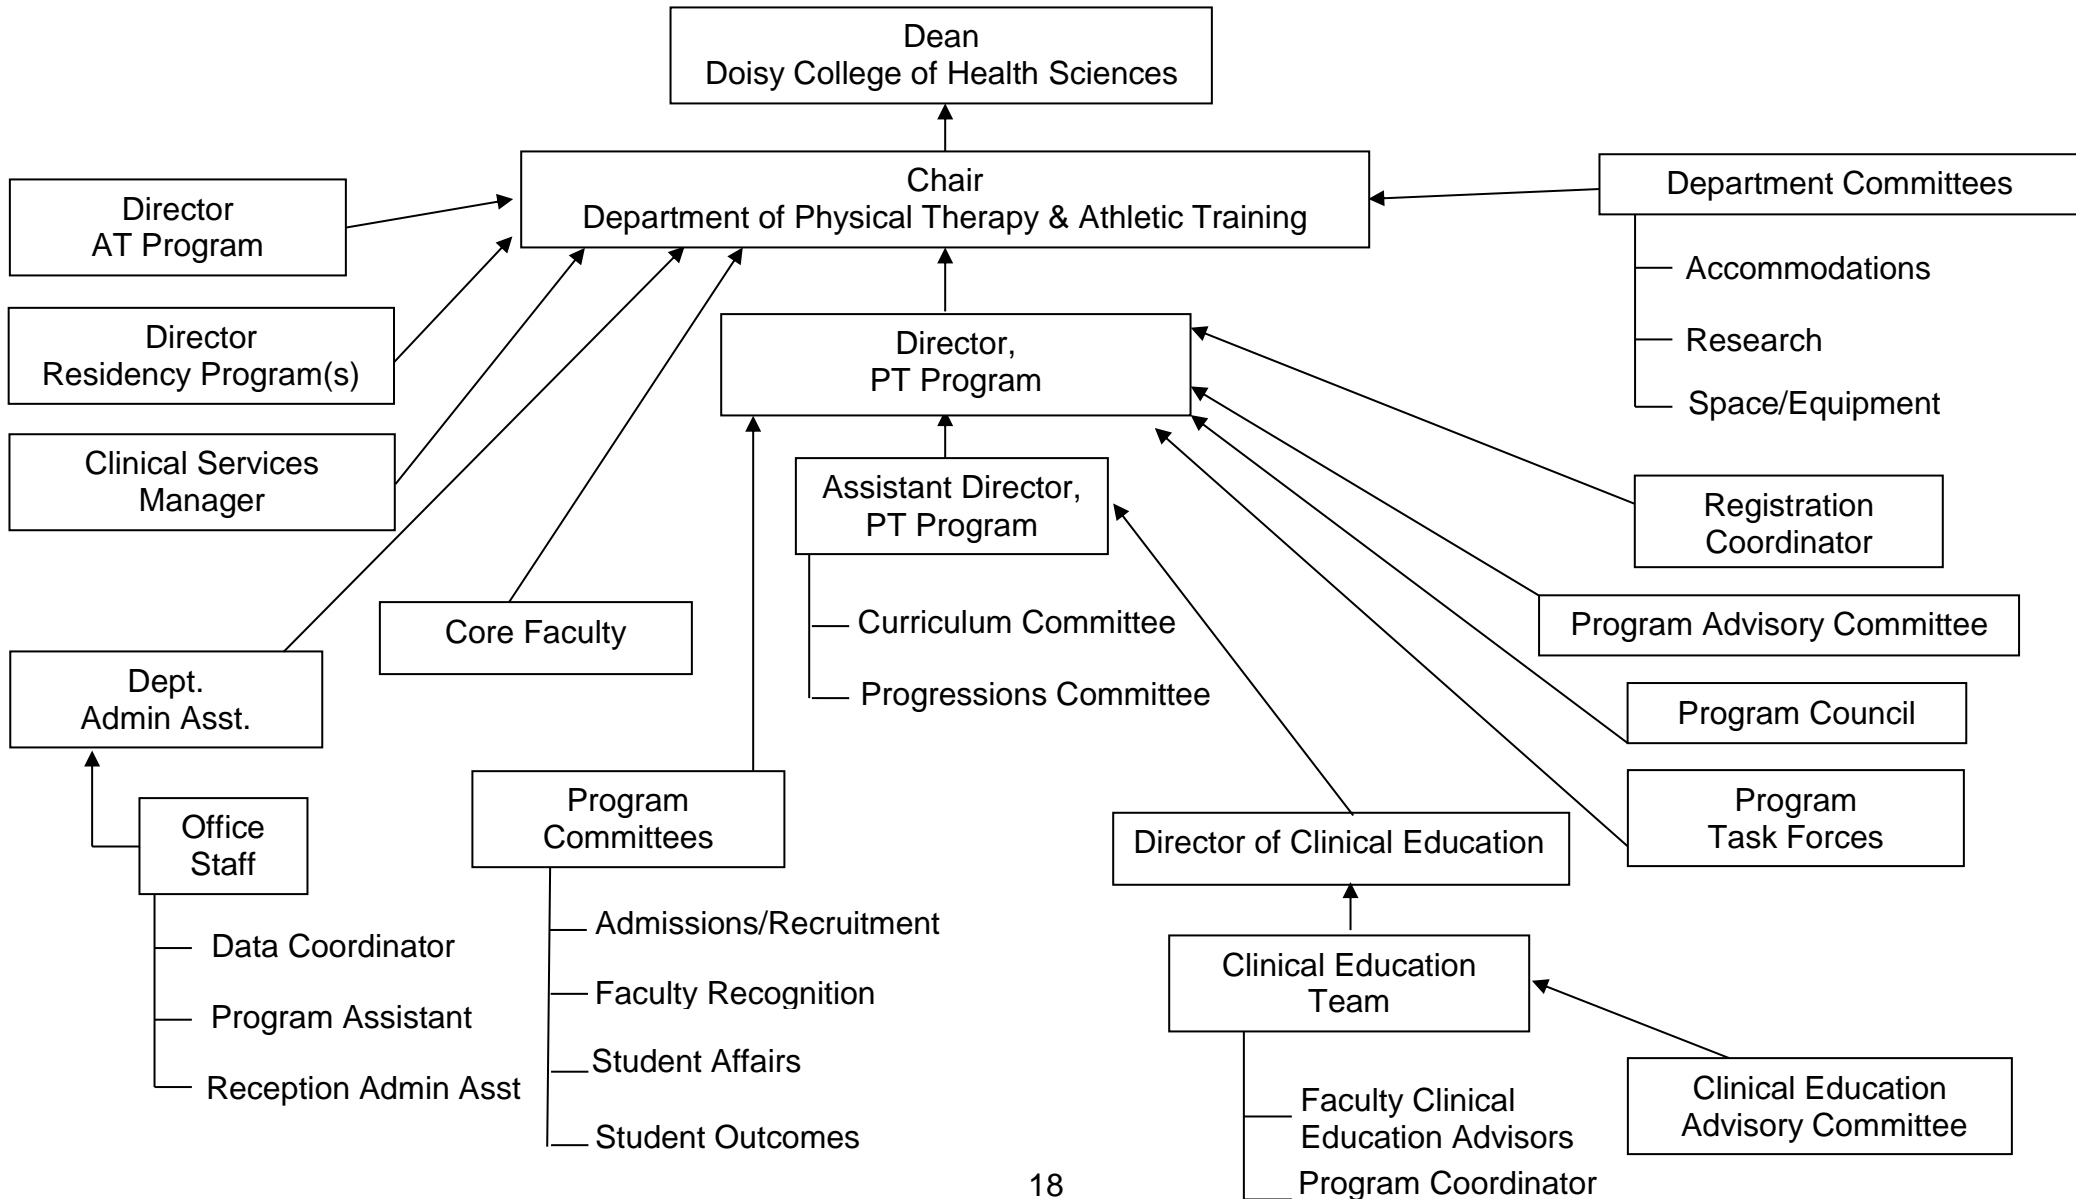 Dean
Doisy College of Health Sciences
Chair
Department of Physical Therapy & Athletic Training
Department Committees
Accommodations
Research
Space/Equipment
Director
AT Program
Director
Residency Program(s)
Clinical Services
Manager
Director,
PT Program
Assistant Director,
PT Program
Curriculum Committee
Progressions Committee
Registration
Coordinator
Program Advisory Committee
Program Council
Program
Task Forces
Core Faculty
Dept.
Admin Asst.
Office
Staff
Data Coordinator
Program Assistant
Reception Admin Asst
Program
Committees
Admissions/Recruitment
Faculty Recognition
Student Affairs
Student Outcomes
Director of Clinical Education
Clinical Education
Team
Faculty Clinical
Education Advisors
Program Coordinator
Clinical Education
Advisory Committee
18